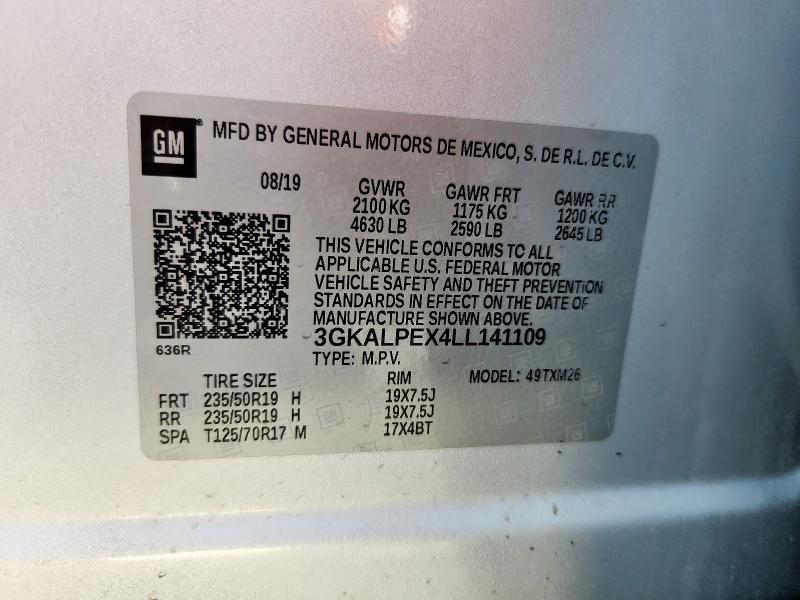 GM ® MFD BY GENERAL MOTORS DE MEXICO, S. DE R.L. DE C.V.
08/19 GVWR GAWR FRT GAWR RR
2100 KG 1175 KG 1200 KG
4630 LB 2590 LB 2645 LB
THIS VEHICLE CONFORMS TO ALL
APPLICABLE U.S. FEDERAL MOTOR
VEHICLE SAFETY AND THEFT PREVENTION
STANDARDS IN EFFECT ON THE DATE OF
MANUFACTURE SHOWN ABOVE.
3GKALPEX4LL141109
636R
TYPE: M.P.V.
TIRE SIZE RIM MODEL: 49TXM26
FRT 235/50R19 H 19X7.5J
RR 235/50R19 H 19X7.5J
SPA T125/70R17 M 17X4BT